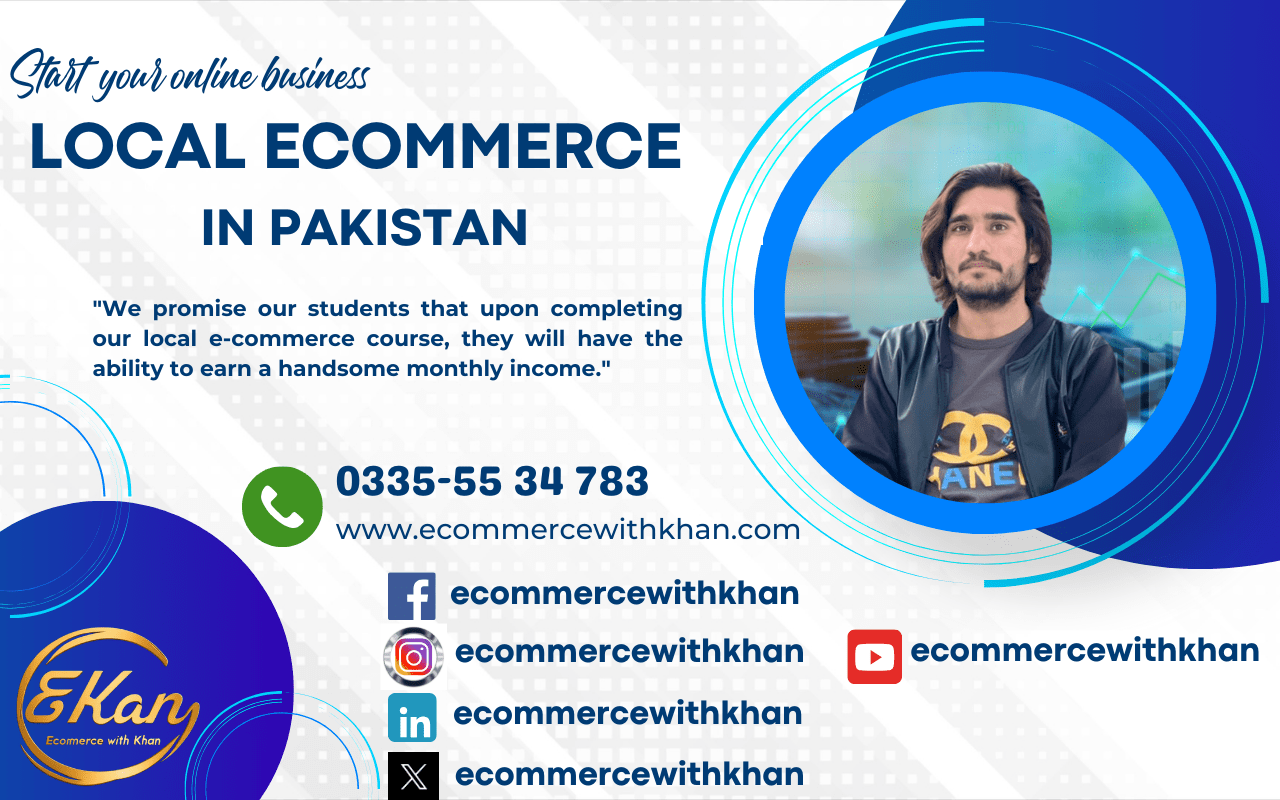 Start your online business
LOCAL ECOMMERCE
IN PAKISTAN
"We promise our students that upon completing
our local e-commerce course, they will have the
ability to earn a handsome monthly income."
0335-55 34 783
www.ecommercewithkhan.com
ecommercewithkhan
ecommercewithkhan
ecommercewithkhan
ecommercewithkhan
ecommercewithkhan
EKan
Ecomerce with Khan
HANE